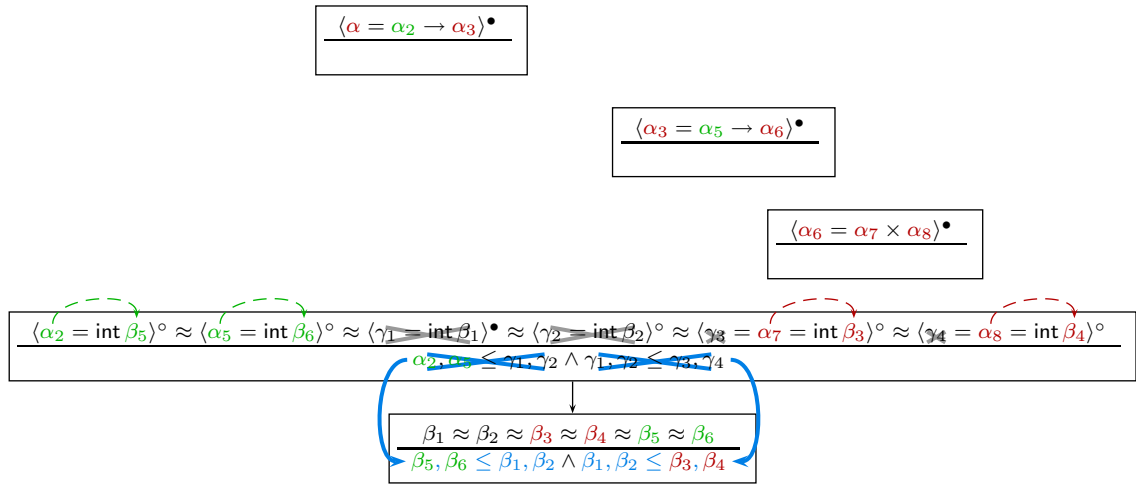 ⟨α = α₂ → α₃⟩•
⟨α₃ = α₅ → α₆⟩•
⟨α₆ = α₇ × α₈⟩•
⟨α₂ = int β₅⟩° ≈ ⟨α₅ = int β₆⟩° ≈ ⟨γ₁ = int β₁⟩• ≈ ⟨γ₂ = int β₂⟩° ≈ ⟨γ₃ = α₇ = int β₃⟩° ≈ ⟨γ₄ = α₈ = int β₄⟩°
α₂, α₅ ≤ γ₁, γ₂ ∧ γ₁, γ₂ ≤ γ₃, γ₄
β₁ ≈ β₂ ≈ β₃ ≈ β₄ ≈ β₅ ≈ β₆
β₅, β₆ ≤ β₁, β₂ ∧ β₁, β₂ ≤ β₃, β₄